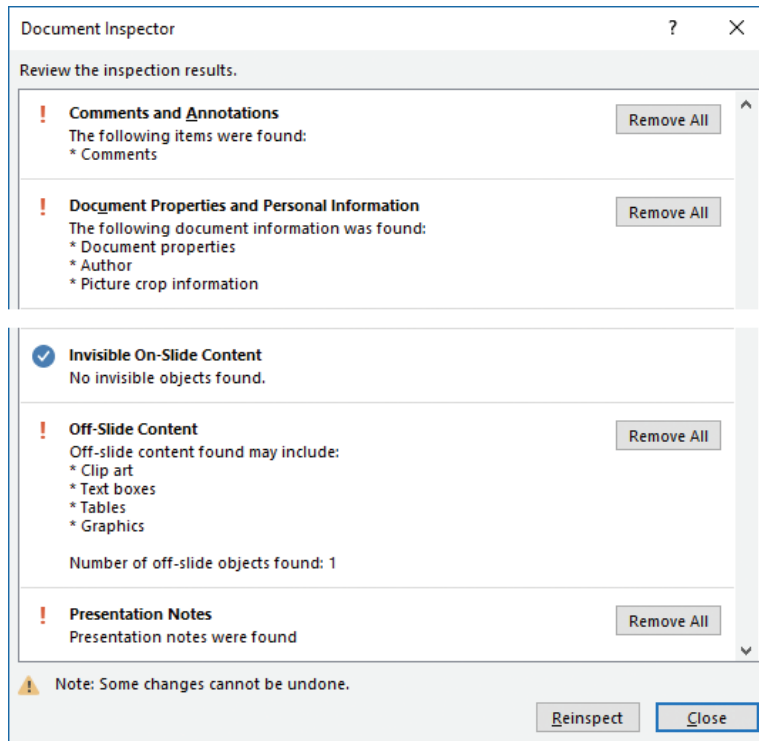 Document Inspector
?
Review the inspection results.
! Comments and Annotations
Remove All
The following items were found:
* Comments
! Document Properties and Personal Information
Remove All
The following document information was found:
* Document properties
* Author
* Picture crop information
Invisible On-Slide Content
No invisible objects found.
! Off-Slide Content
Remove All
Off-slide content found may include:
* Clip art
* Text boxes
* Tables
* Graphics
Number of off-slide objects found: 1
! Presentation Notes
Remove All
Presentation notes were found
! Note: Some changes cannot be undone.
Reinspect
Close